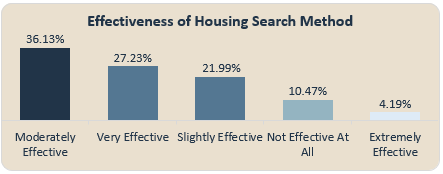 Effectiveness of Housing Search Method
36.13%
27.23%
21.99%
10.47%
4.19%
Moderately Effective
Very Effective
Slightly Effective
Not Effective At All
Extremely Effective